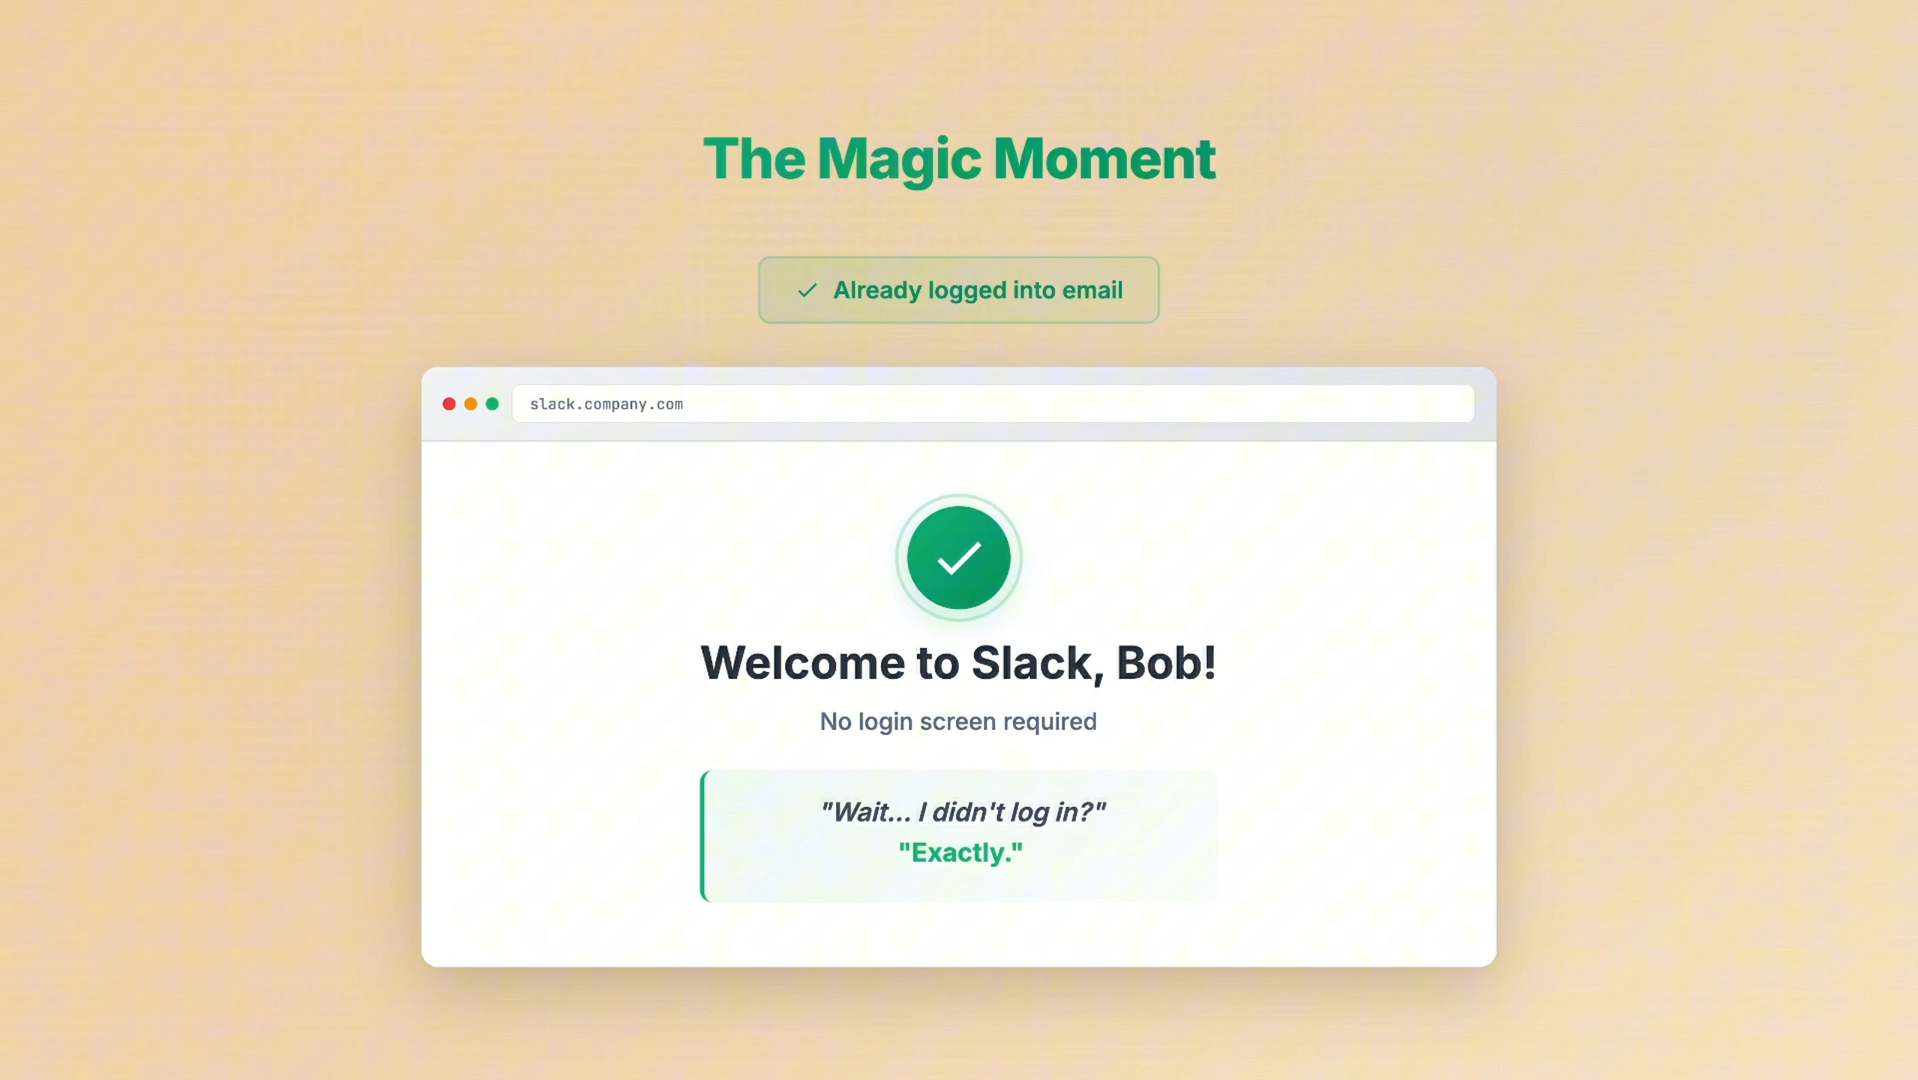 The Magic Moment
Already logged into email
slack.company.com
Welcome to Slack, Bob!
No login screen required
"Wait... I didn't log in?"
"Exactly."